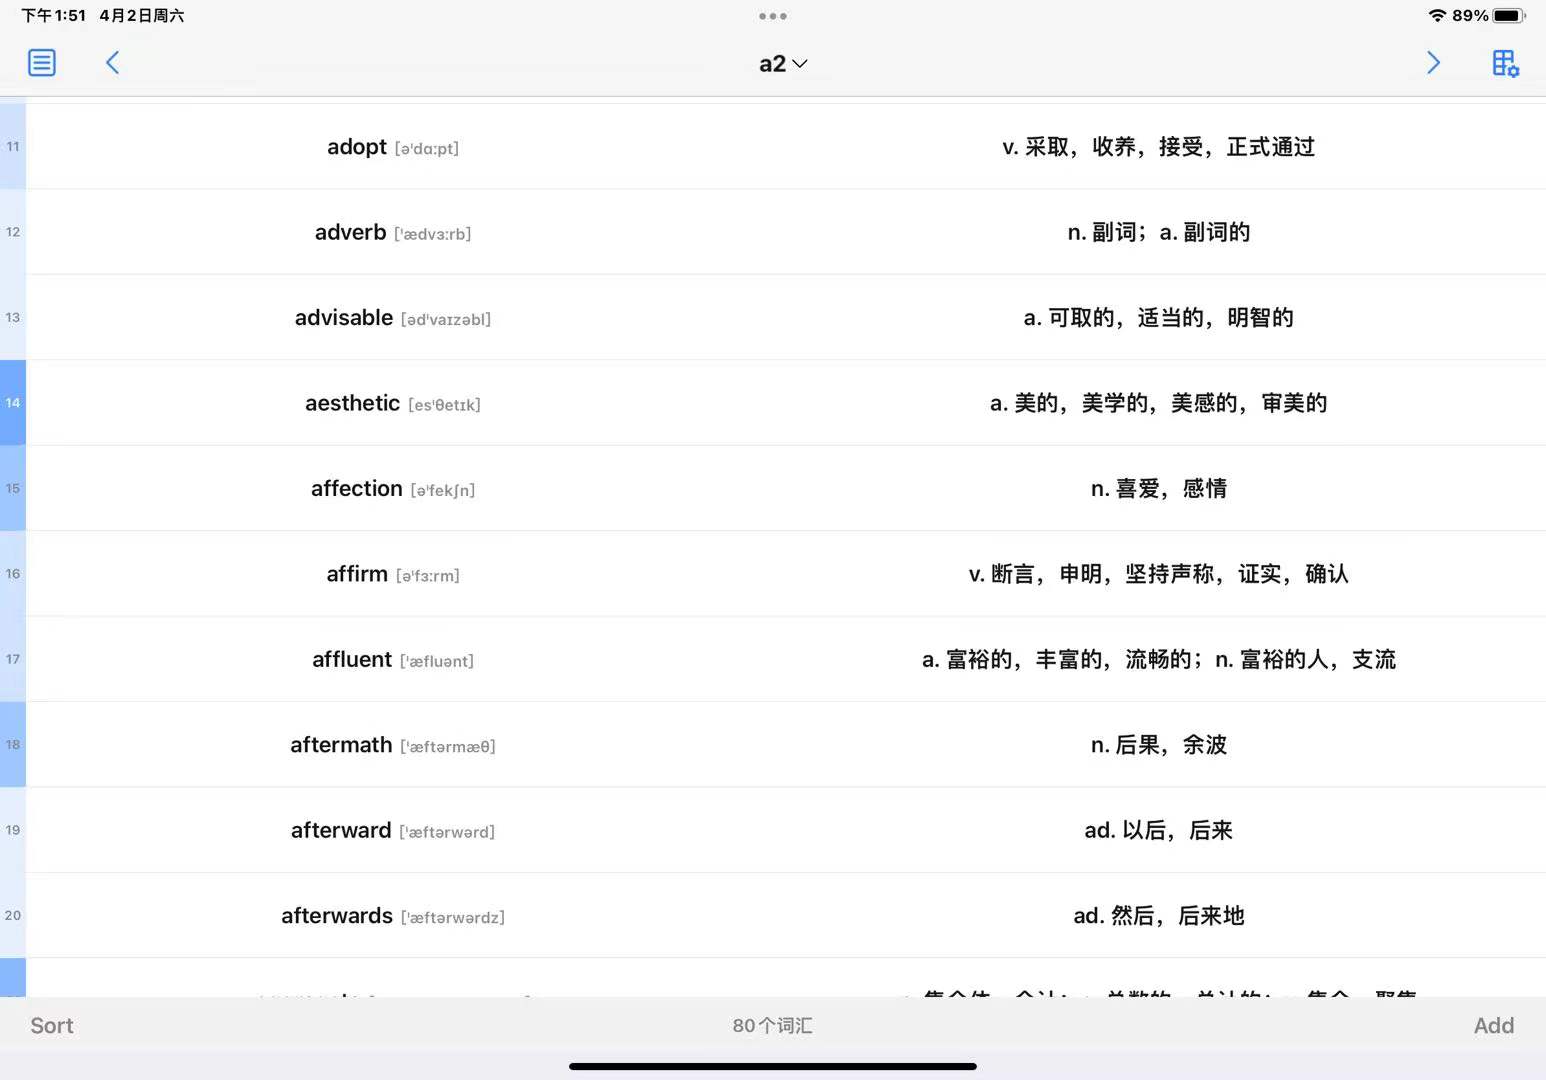 下午1:51 4月2日周六
89%
a2
11 adopt [ə'dɑ:pt] v. 采取，收养，接受，正式通过
12 adverb ['ædvɜ:rb] n. 副词；a. 副词的
13 advisable [əd'vaɪzəbl] a. 可取的，适当的，明智的
14 aesthetic [es'θetɪk] a. 美的，美学的，美感的，审美的
15 affection [ə'fekʃn] n. 喜爱，感情
16 affirm [ə'fɜ:rm] v. 断言，申明，坚持声称，证实，确认
17 affluent ['æfluənt] a. 富裕的，丰富的，流畅的；n. 富裕的人，支流
18 aftermath ['æftərmæθ] n. 后果，余波
19 afterward ['æftərwərd] ad. 以后，后来
20 afterwards ['æftərwərdz] ad. 然后，后来地
Sort 80个词汇 Add